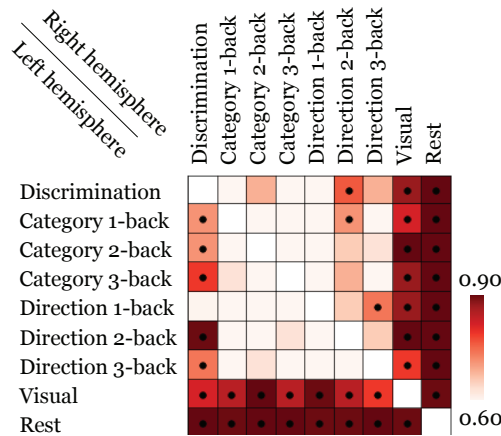 Right hemisphere
Left hemisphere
Discrimination
Category 1-back
Category 2-back
Category 3-back
Direction 1-back
Direction 2-back
Direction 3-back
Visual
Rest
Discrimination
Category 1-back
Category 2-back
Category 3-back
Direction 1-back
Direction 2-back
Direction 3-back
Visual
Rest
0.90
0.60